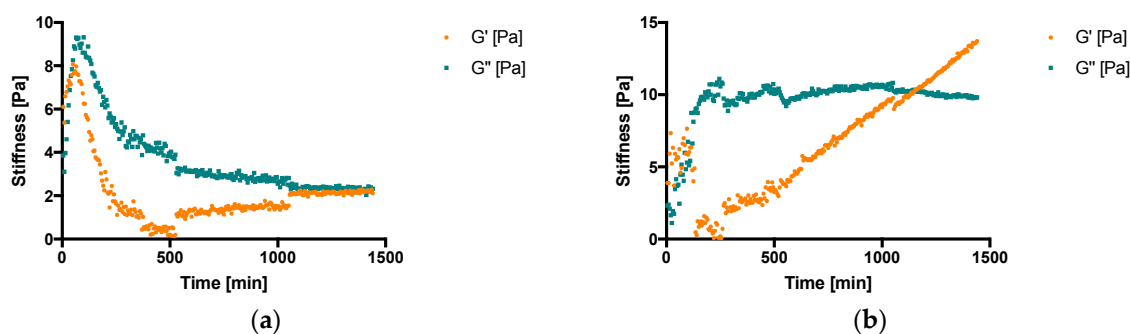 10
8
6
4
2
0
Stiffness [Pa]
0 500 1000 1500
Time [min]
G' [Pa]
G'' [Pa]
(a)
15
10
5
0
Stiffness [Pa]
0 500 1000 1500
Time [min]
G' [Pa]
G'' [Pa]
(b)